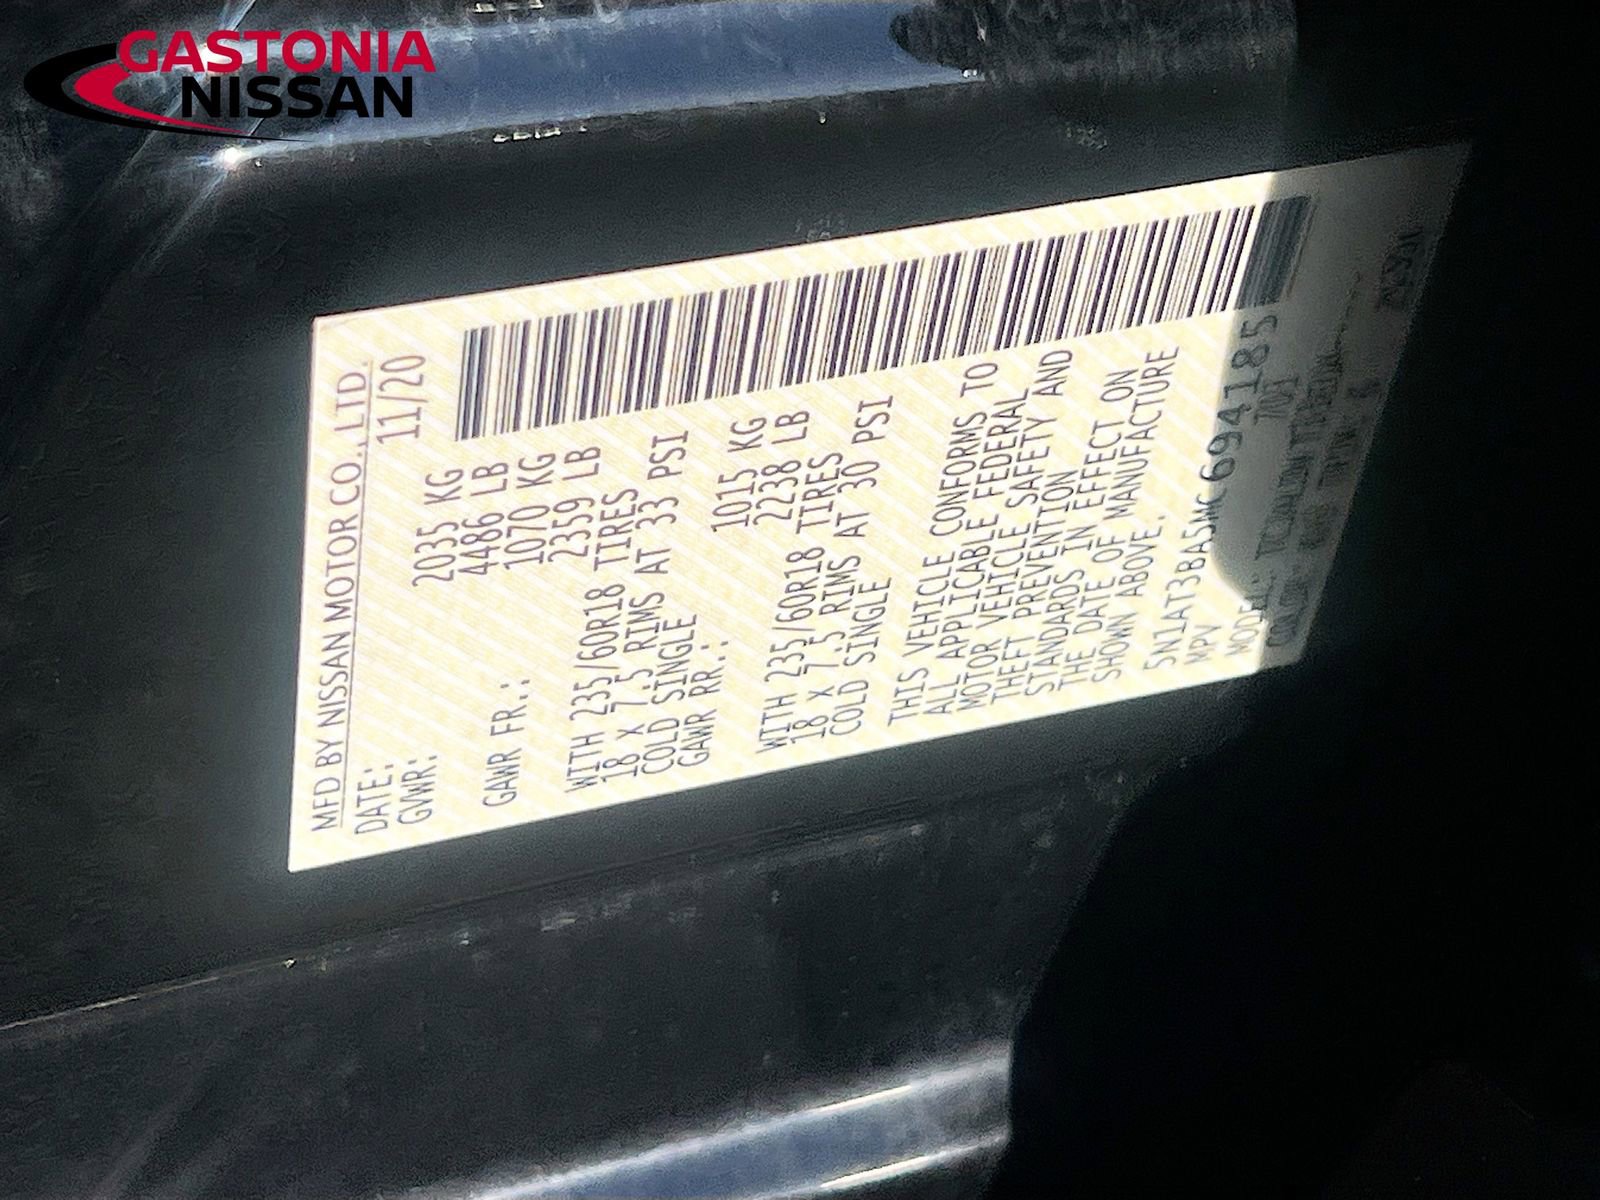 GASTONIA
NISSAN
MFD BY NISSAN MOTOR CO., LTD.
DATE: 11/20
GVWR: 2035 KG
4486 LB
GAWR FR.: 1070 KG
2359 LB
WITH 235/60R18 TIRES
18 X 7.5 RIMS AT 33 PSI
COLD SINGLE
GAWR RR.: 1015 KG
2238 LB
WITH 235/60R18 TIRES
18 X 7.5 RIMS AT 30 PSI
COLD SINGLE
THIS VEHICLE CONFORMS TO
ALL APPLICABLE FEDERAL
MOTOR VEHICLE SAFETY AND
THEFT PREVENTION
STANDARDS IN EFFECT ON
THE DATE OF MANUFACTURE
SHOWN ABOVE.
5N1AT3BA5MC694185
MPV
MODEL: